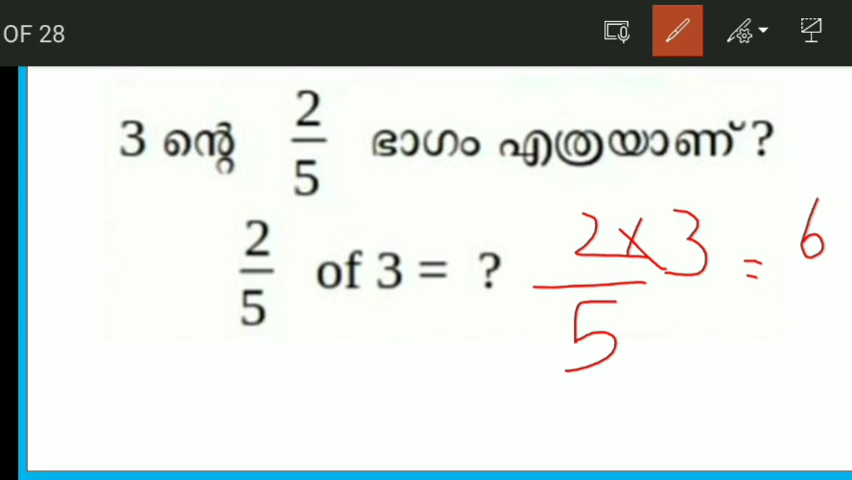 OF 28
3 ന്റെ 2/5 ഭാഗം എത്രയാണ് ?
2/5 of 3 = ? 2 x 3 / 5 = 6